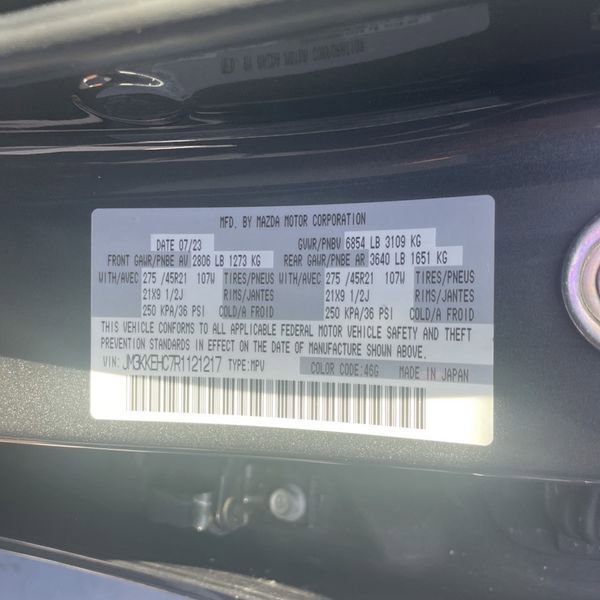 MFD. BY MAZDA MOTOR CORPORATION
DATE 07/23 GVWR/PNBV 6854 LB 3109 KG
FRONT GAWR/PNBE AV 2806 LB 1273 KG REAR GAWR/PNBE AR 3640 LB 1651 KG
WITH/AVEC 275 /45R21 107W TIRES/PNEUS WITH/AVEC 275 /45R21 107W TIRES/PNEUS
21X9 1/2J RIMS/JANTES 21X9 1/2J RIMS/JANTES
250 KPA/36 PSI COLD/A FROID 250 KPA/36 PSI COLD/A FROID
THIS VEHICLE CONFORMS TO ALL APPLICABLE FEDERAL MOTOR VEHICLE SAFETY AND THEFT
PREVENTION STANDARDS IN EFFECT ON THE DATE OF MANUFACTURE SHOWN ABOVE.
VIN: JM3KKEHC7R1121217 TYPE:MPV COLOR CODE:46G MADE IN JAPAN